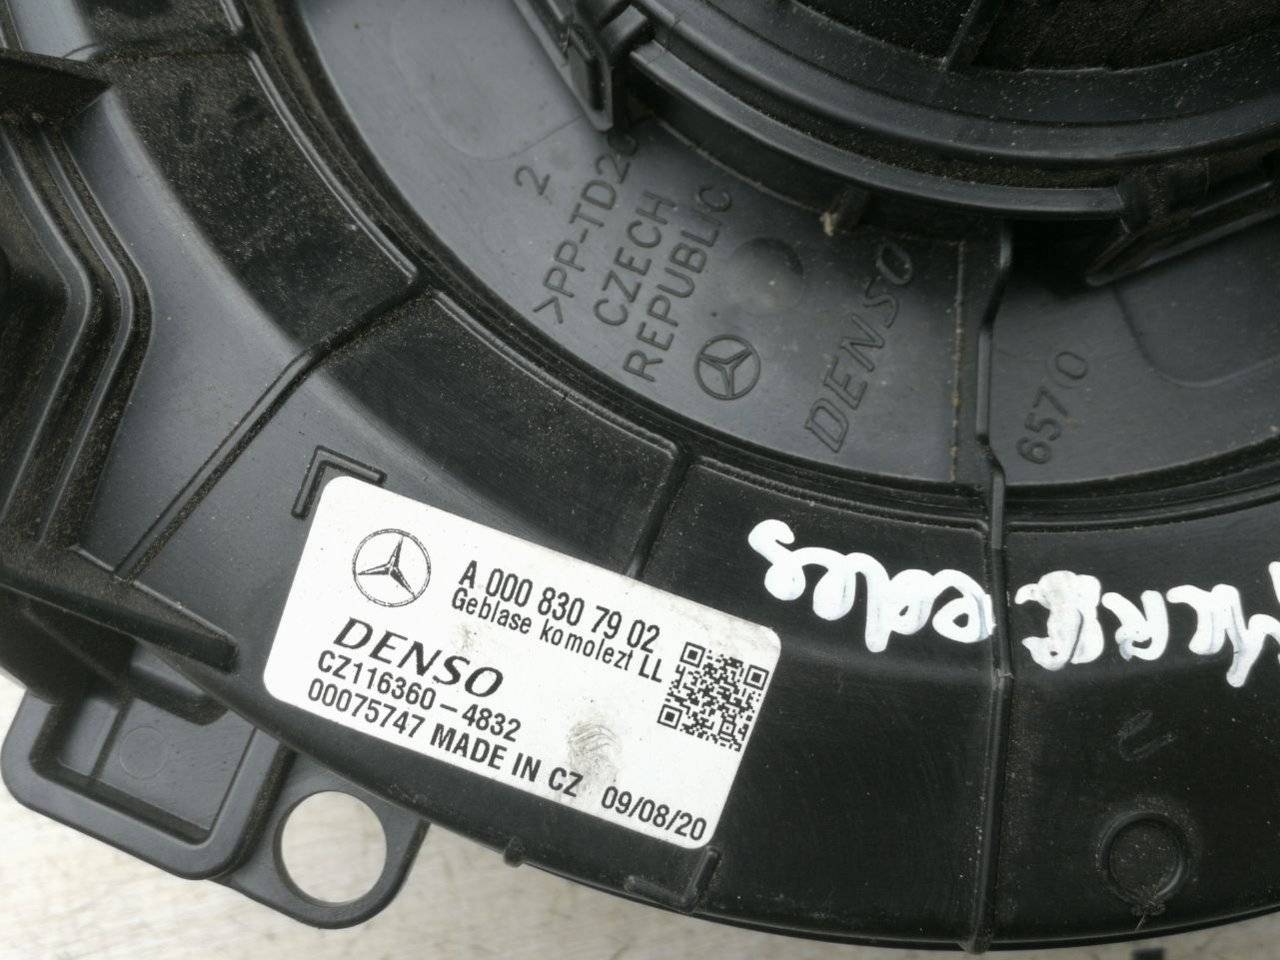 2
>PP-TD2
CZECH
REPUBLIC
DENSO
6570
A 000 830 79 02
Geblase komolezt LL
DENSO
CZ116360-4832
00075747 MADE IN CZ 09/08/20